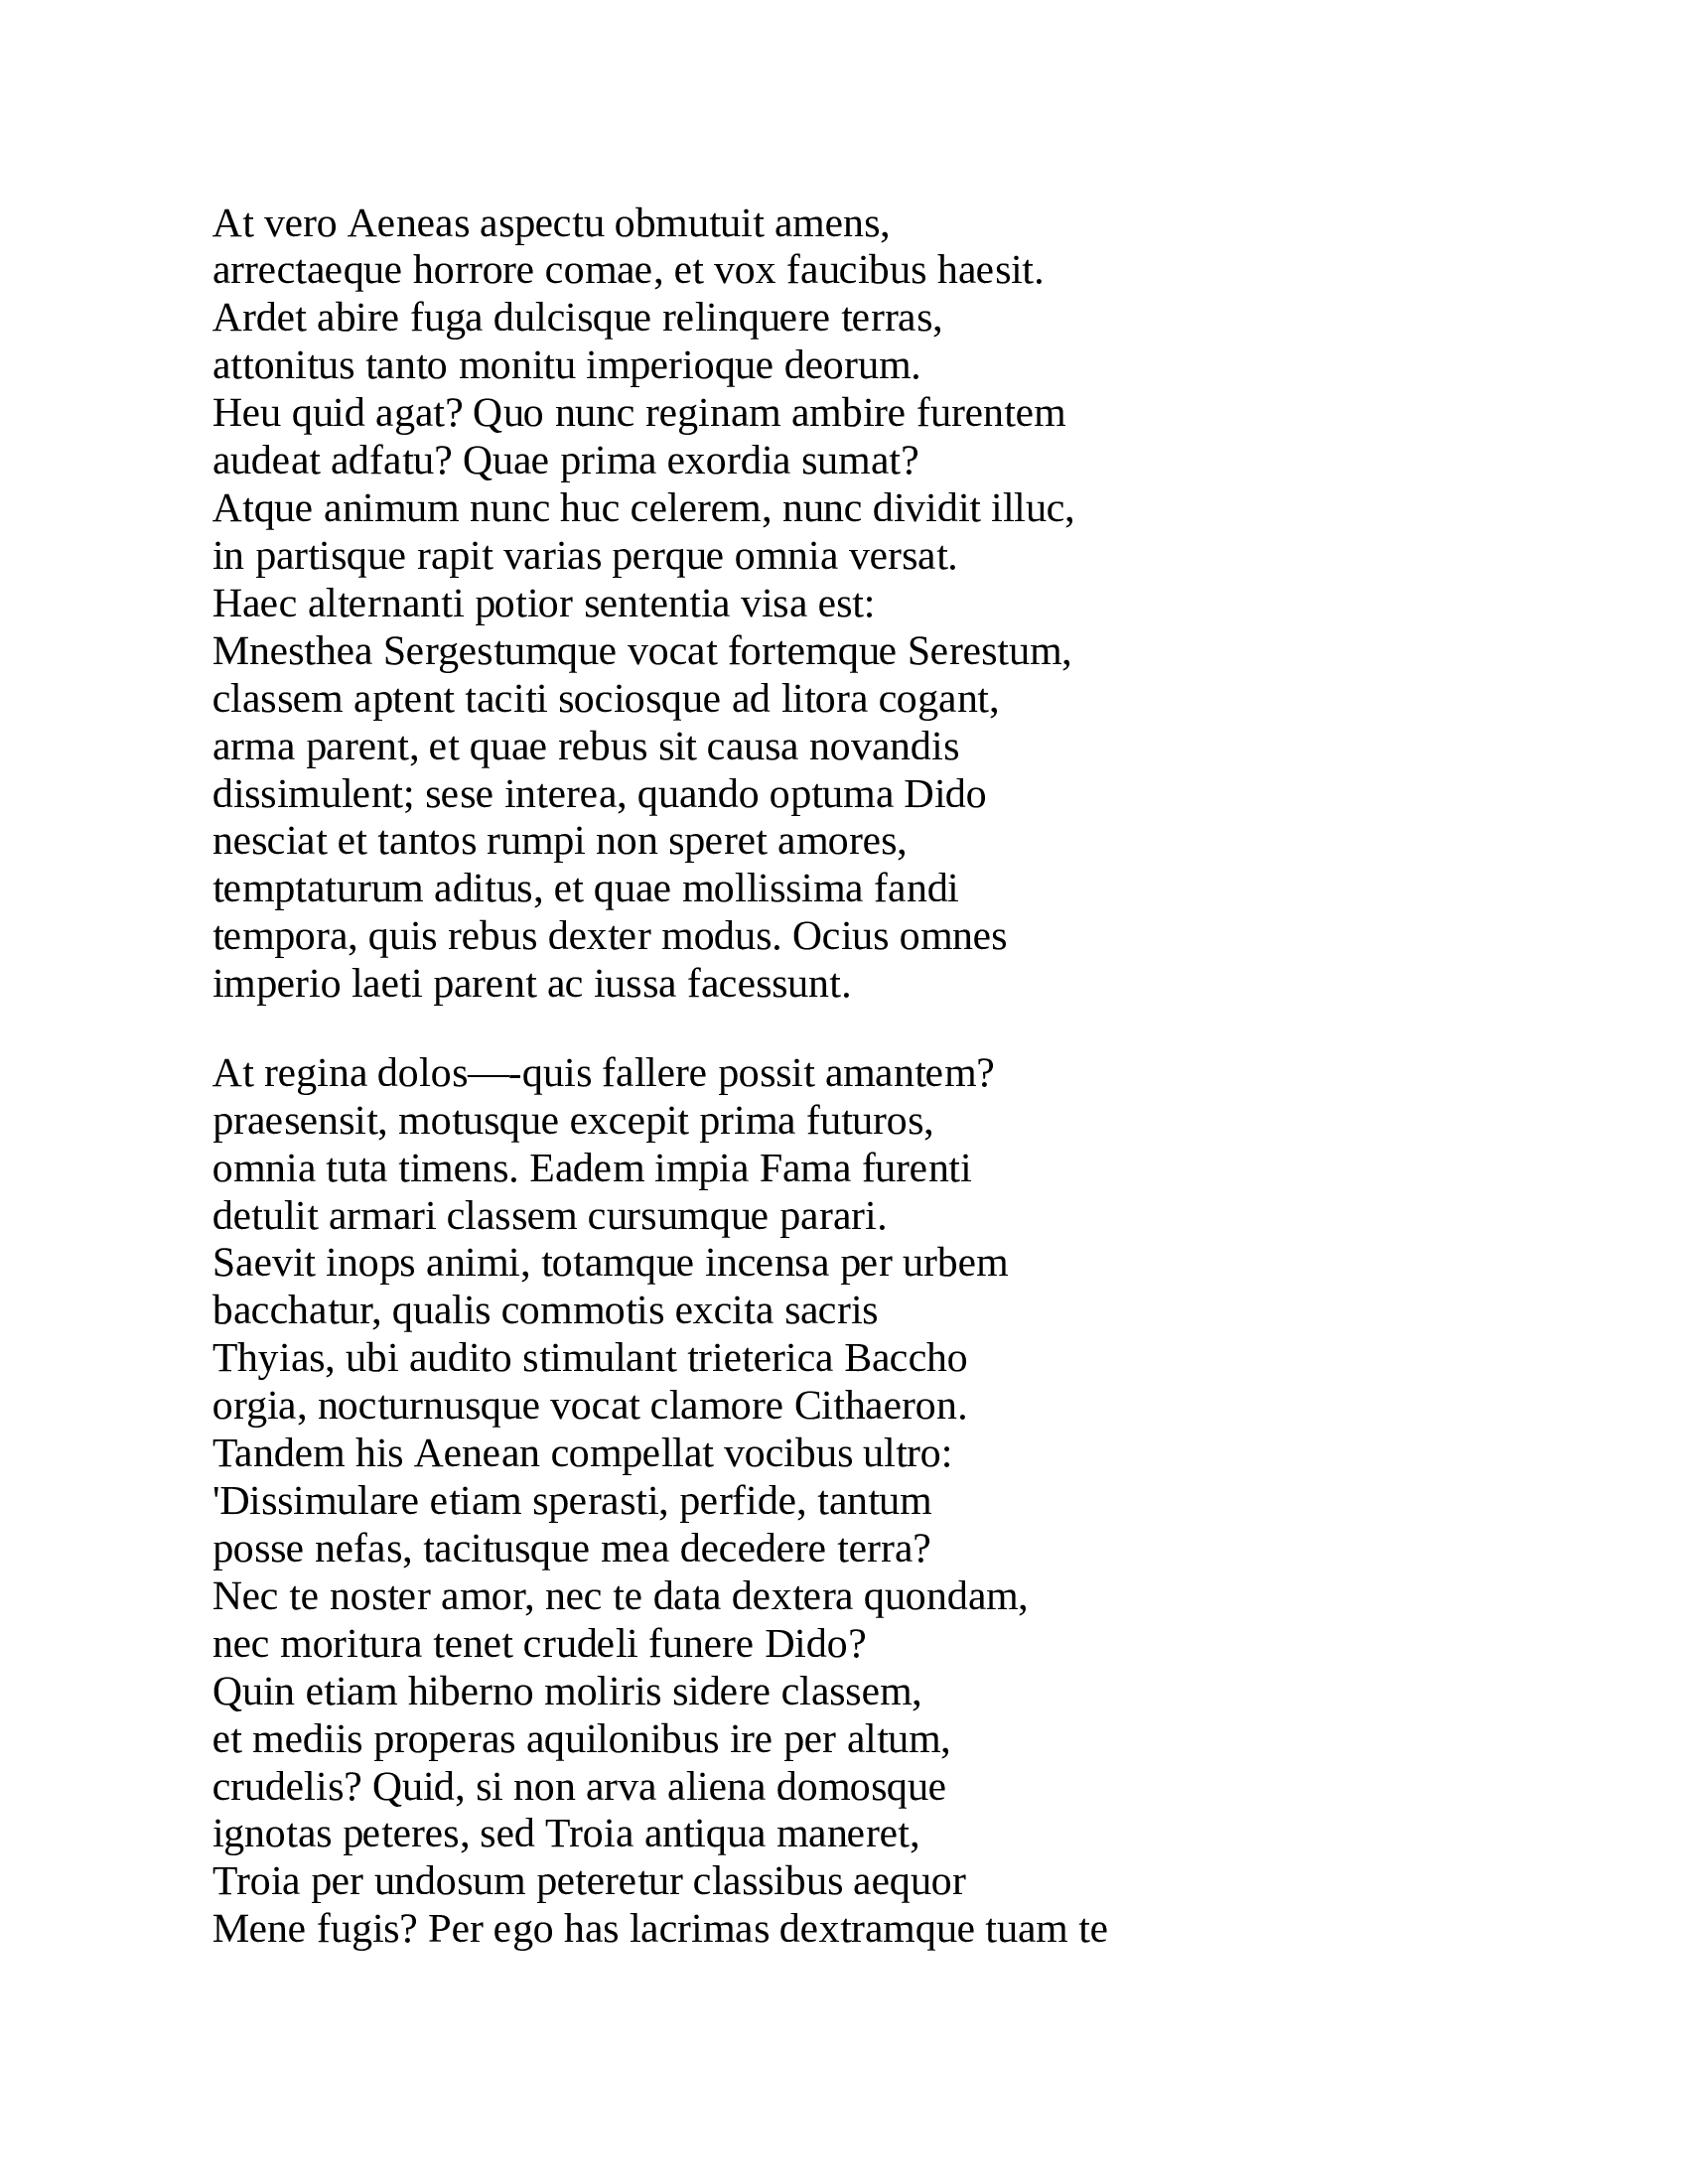 At vero Aeneas aspectu obmutuit amens,
arrectaeque horrore comae, et vox faucibus haesit.
Ardet abire fuga dulcisque relinquere terras,
attonitus tanto monitu imperioque deorum.
Heu quid agat? Quo nunc reginam ambire furentem
audeat adfatu? Quae prima exordia sumat?
Atque animum nunc huc celerem, nunc dividit illuc,
in partisque rapit varias perque omnia versat.
Haec alternanti potior sententia visa est:
Mnesthea Sergestumque vocat fortemque Serestum,
classem aptent taciti sociosque ad litora cogant,
arma parent, et quae rebus sit causa novandis
dissimulent; sese interea, quando optuma Dido
nesciat et tantos rumpi non speret amores,
temptaturum aditus, et quae mollissima fandi
tempora, quis rebus dexter modus. Ocius omnes
imperio laeti parent ac iussa facessunt.

At regina dolos—-quis fallere possit amantem?
praesensit, motusque excepit prima futuros,
omnia tuta timens. Eadem impia Fama furenti
detulit armari classem cursumque parari.
Saevit inops animi, totamque incensa per urbem
bacchatur, qualis commotis excita sacris
Thyias, ubi audito stimulant trieterica Baccho
orgia, nocturnusque vocat clamore Cithaeron.
Tandem his Aenean compellat vocibus ultro:
'Dissimulare etiam sperasti, perfide, tantum
posse nefas, tacitusque mea decedere terra?
Nec te noster amor, nec te data dextera quondam,
nec moritura tenet crudeli funere Dido?
Quin etiam hiberno moliris sidere classem,
et mediis properas aquilonibus ire per altum,
crudelis? Quid, si non arva aliena domosque
ignotas peteres, sed Troia antiqua maneret,
Troia per undosum peteretur classibus aequor
Mene fugis? Per ego has lacrimas dextramque tuam te